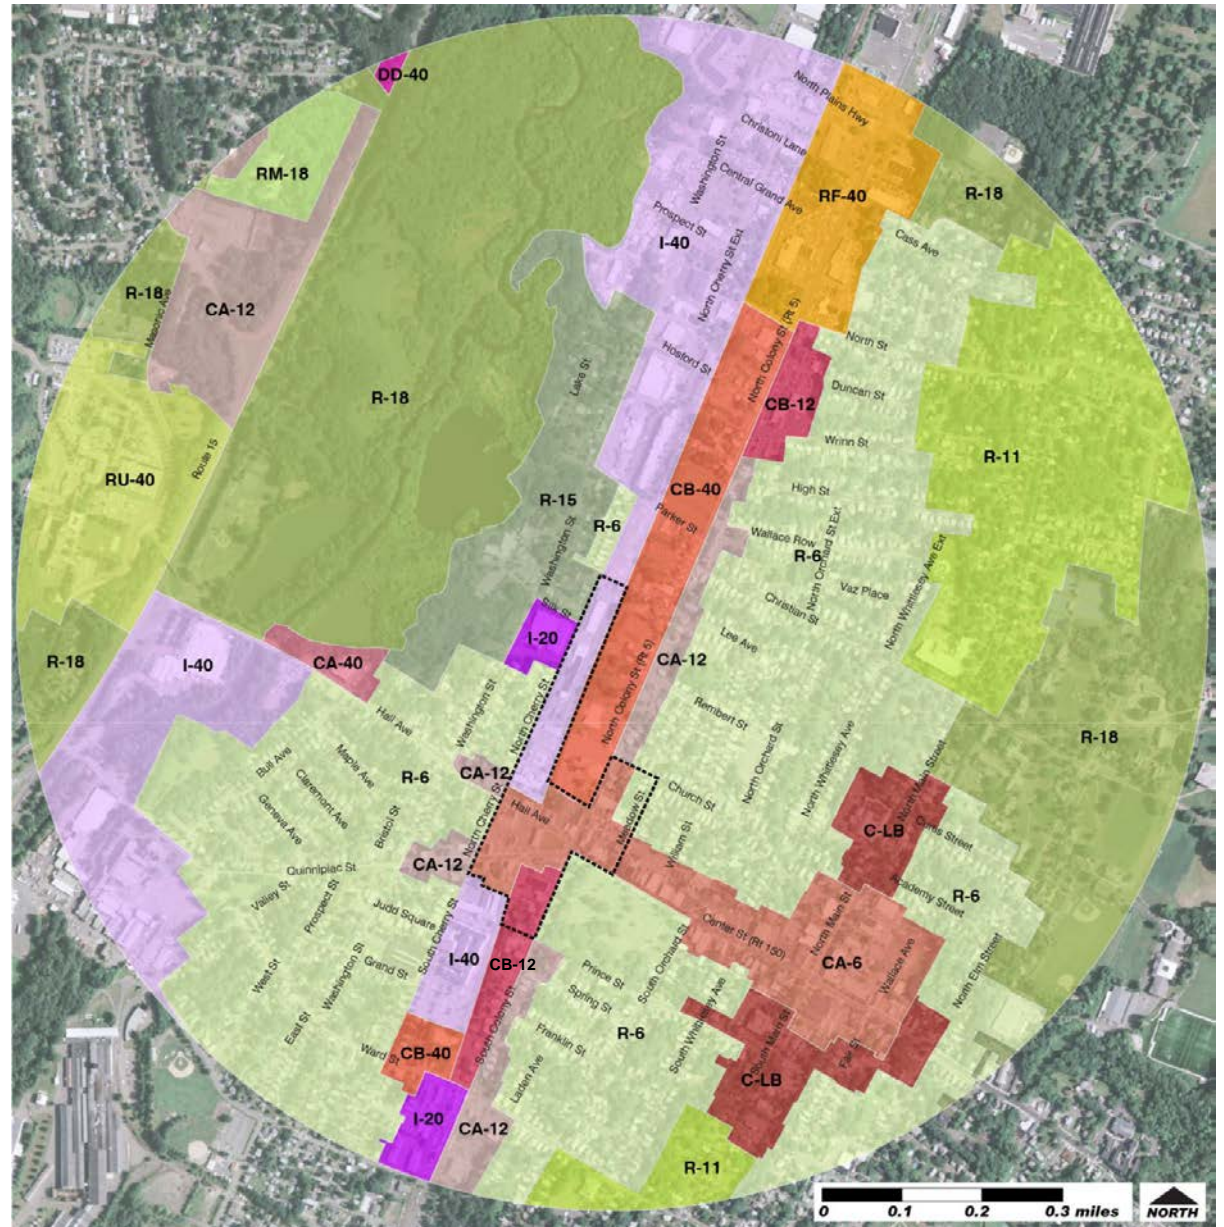 DD-40
North Plains Hwy
Christoni Lane
Washington St
RM-18
Central Grand Ave
RF-40
R-18
Prospect St
I-40
Cass Ave
North Cherry St Ext
R-18
Masonic Ave
CA-12
North Colony St (Rt 5)
North St
Hosford St
Lake St
Duncan St
R-18
CB-12
Wrinn St
Route 15
R-11
RU-40
CB-40
High St
R-15
Parker St
R-6
Washington St
Wallace Row
R-6
North Orchard St Ext
North Whittlesey Ave Ext
Vaz Place
Christian St
Silk St
I-20
Lee Ave
R-18
I-40
CA-40
CA-12
North Colony St (Rt 5)
Washington St
North Cherry St
Rembert St
Hall Ave
North Orchard St
North Whittlesey Ave
R-18
Bull Ave
Maple Ave
R-6
CA-12
North Main Street
Claremont Ave
Church St
Geneva Ave
Bristol St
North Cherry St
Hall Ave
Meadow St
William St
C-LB
Curtis Street
Quinnipiac St
CA-12
Academy Street
R-6
Valley St
Prospect St
Judd Square
South Cherry St
North Main St
Center St (Rt 150)
Wallace Ave
CA-6
North Elm Street
West St
Washington St
Grand St
I-40
CB-12
Prince St
South Orchard St
Spring St
South Whittlesey Ave
East St
Franklin St
R-6
South Main St
Ward St
CB-40
South Colony St
Fair St
Laden Ave
C-LB
I-20
CA-12
R-11
0
0.1
0.2
0.3 miles
NORTH